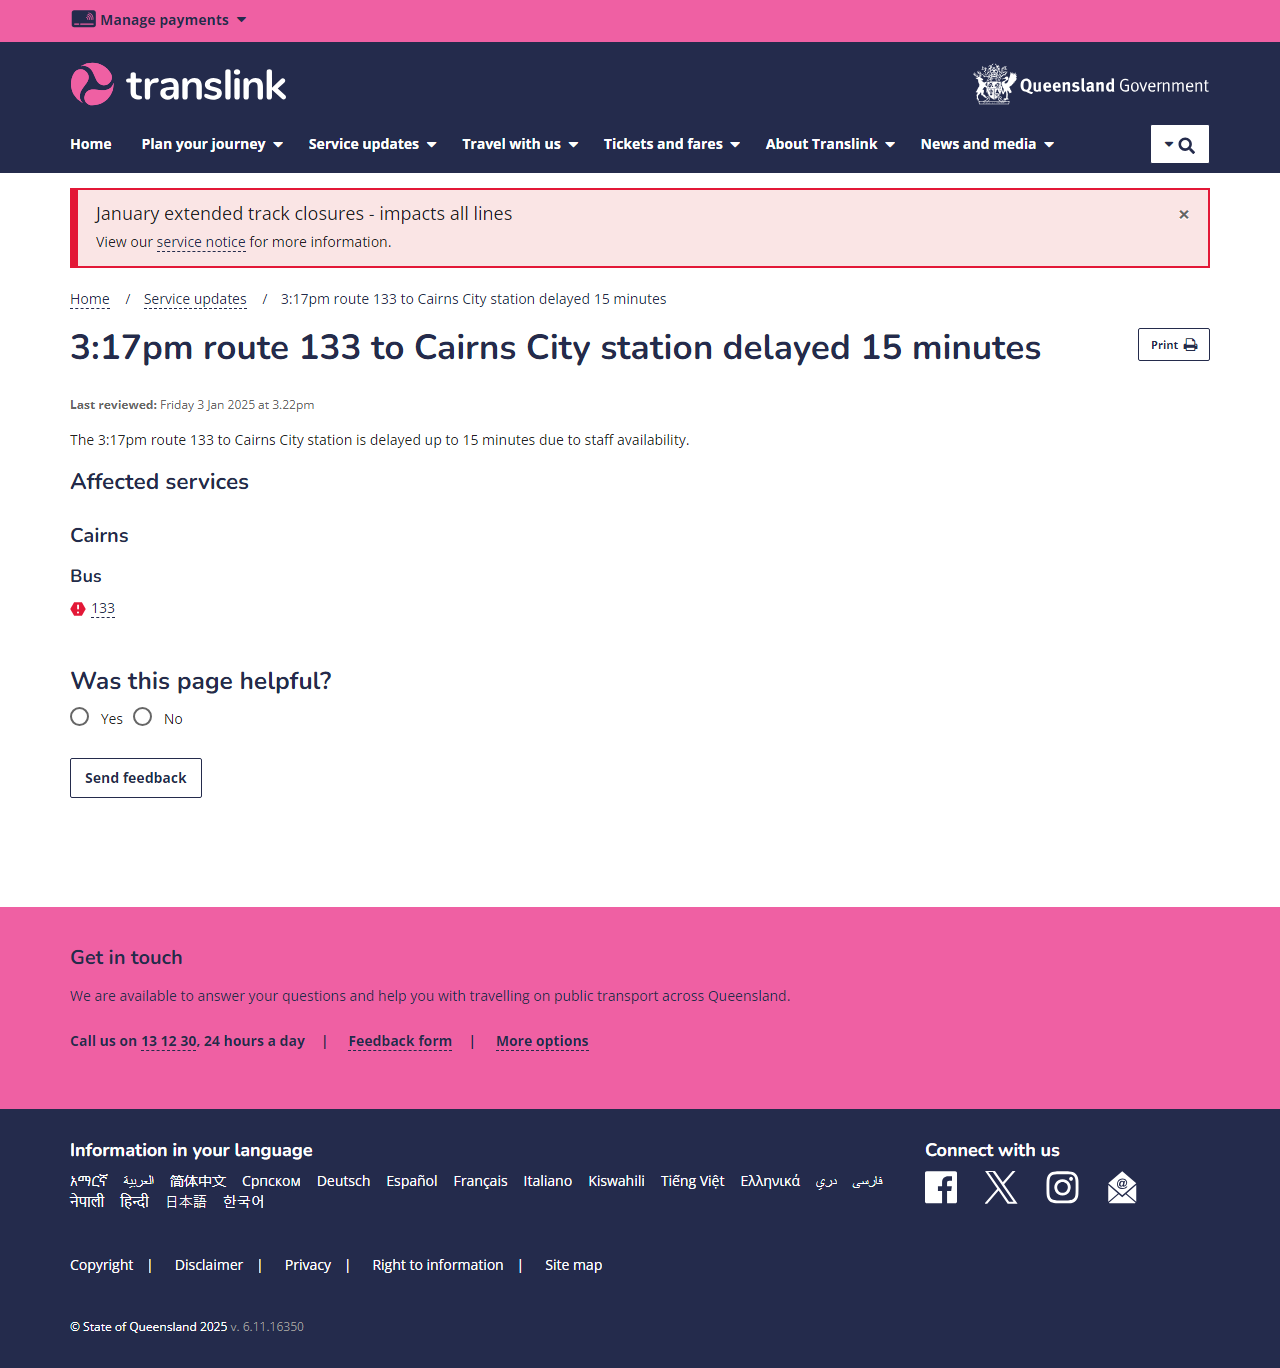 Manage payments
translink
Queensland Government
Home Plan your journey Service updates Travel with us Tickets and fares About Translink News and media
January extended track closures - impacts all lines ×
View our service notice for more information.
Home / Service updates / 3:17pm route 133 to Cairns City station delayed 15 minutes
3:17pm route 133 to Cairns City station delayed 15 minutes
Print
Last reviewed: Friday 3 Jan 2025 at 3.22pm
The 3:17pm route 133 to Cairns City station is delayed up to 15 minutes due to staff availability.
Affected services
Cairns
Bus
133
Was this page helpful?
Yes No
Send feedback
Get in touch
We are available to answer your questions and help you with travelling on public transport across Queensland.
Call us on 13 12 30, 24 hours a day | Feedback form | More options
Information in your language
Connect with us
አማርኛ العربية 简体中文 Српском Deutsch Español Français Italiano Kiswahili Tiếng Việt Ελληνικά دری فارسی
नेपाली हिन्दी 日本語 한국어
Copyright | Disclaimer | Privacy | Right to information | Site map
© State of Queensland 2025 v. 6.11.16350